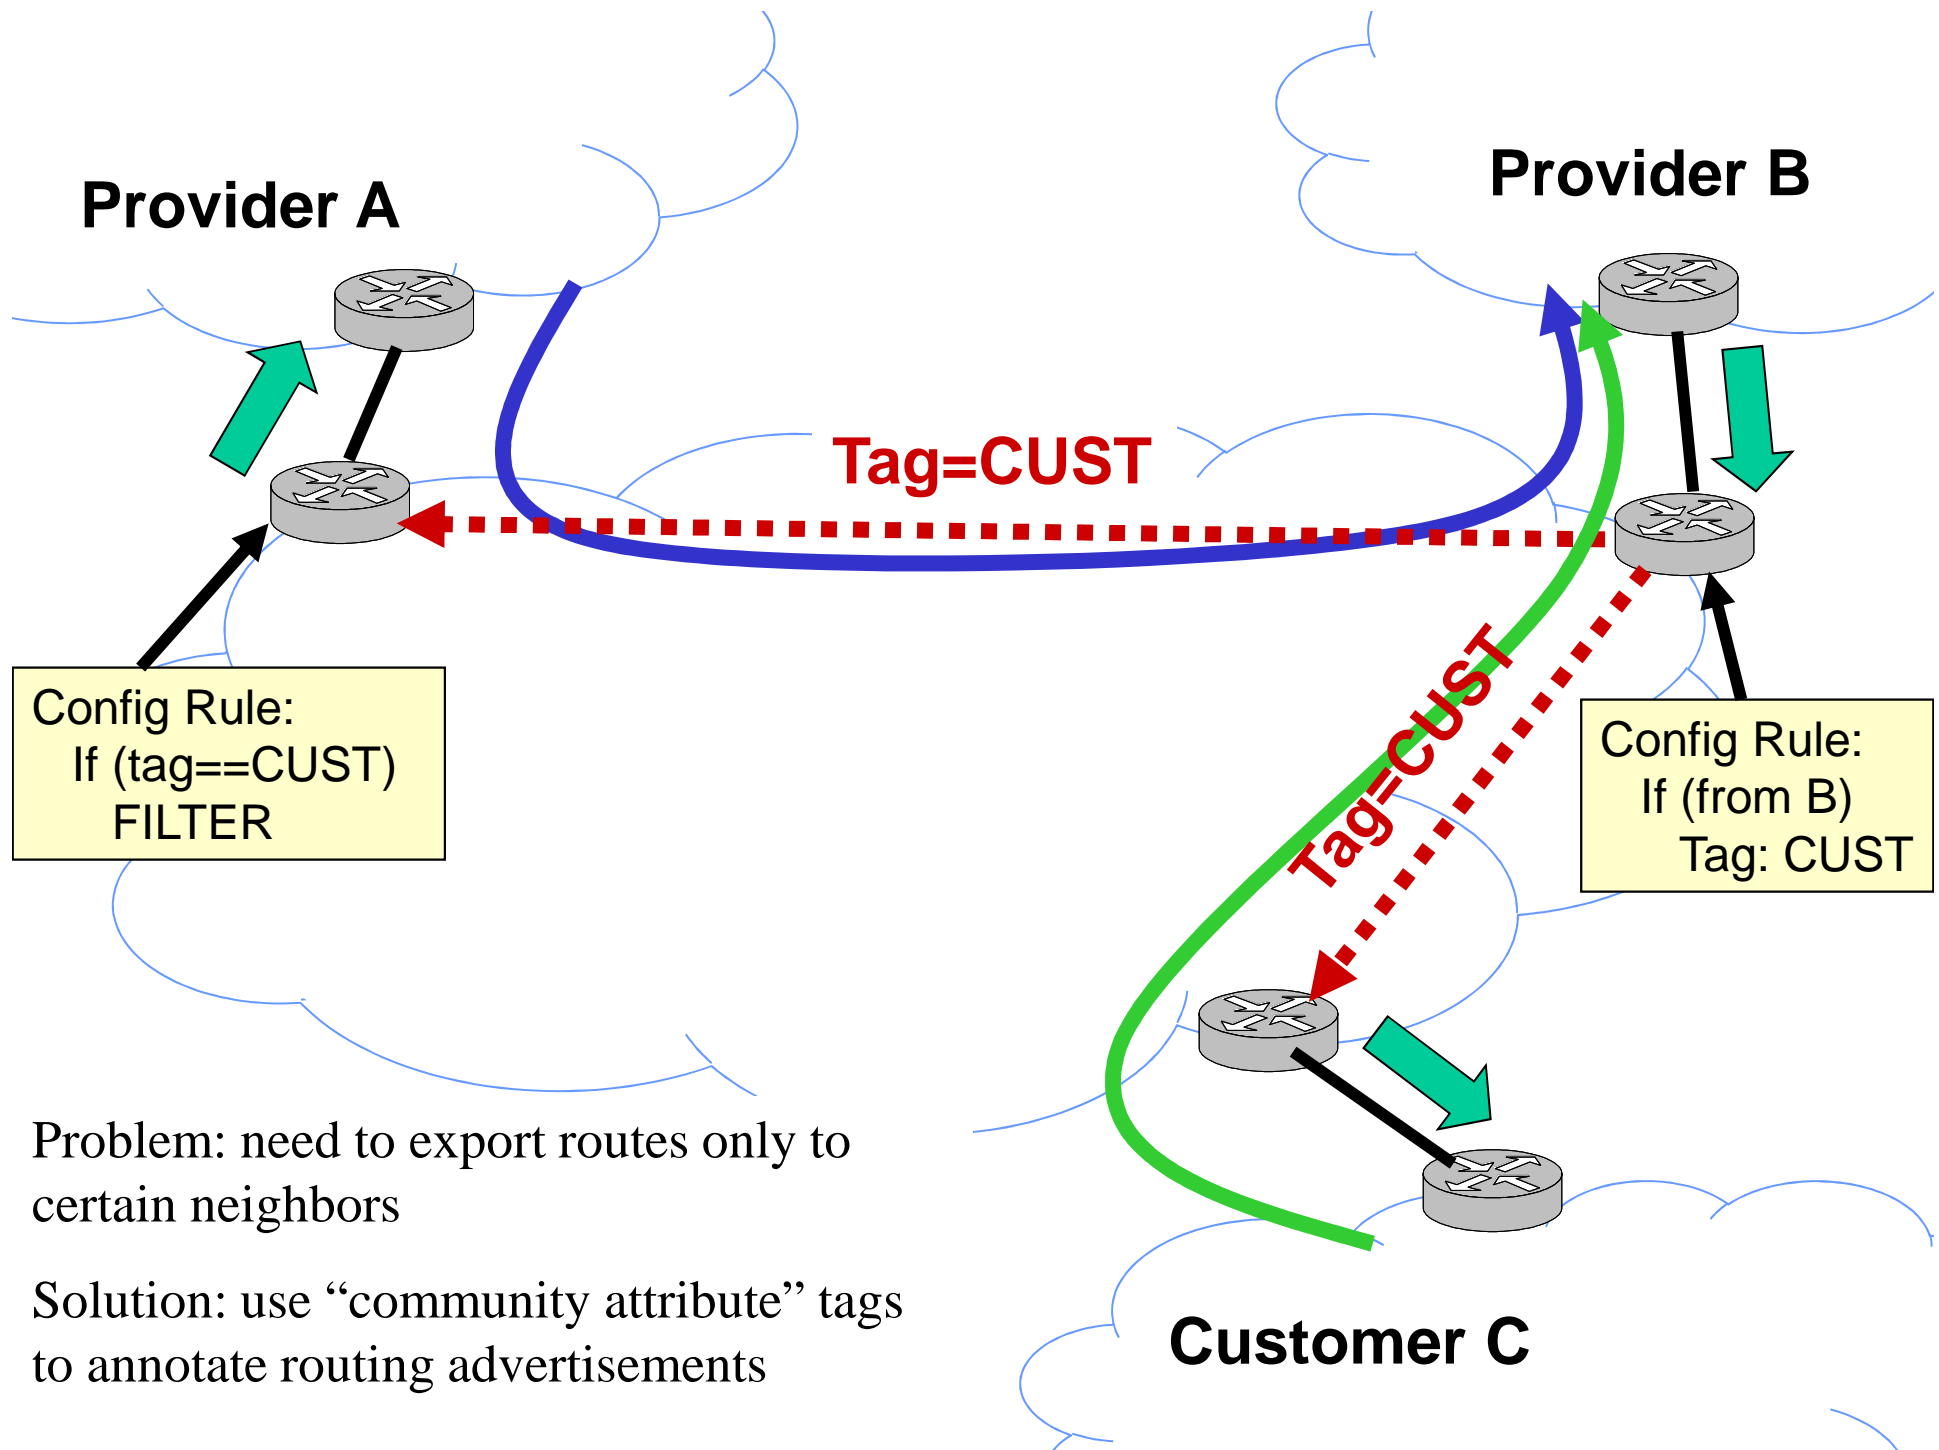 Provider A
Provider B
Tag=CUST
Tag=CUST
Config Rule:
If (tag==CUST)
FILTER
Config Rule:
If (from B)
Tag: CUST
Problem: need to export routes only to
certain neighbors
Solution: use “community attribute” tags
to annotate routing advertisements
Customer C